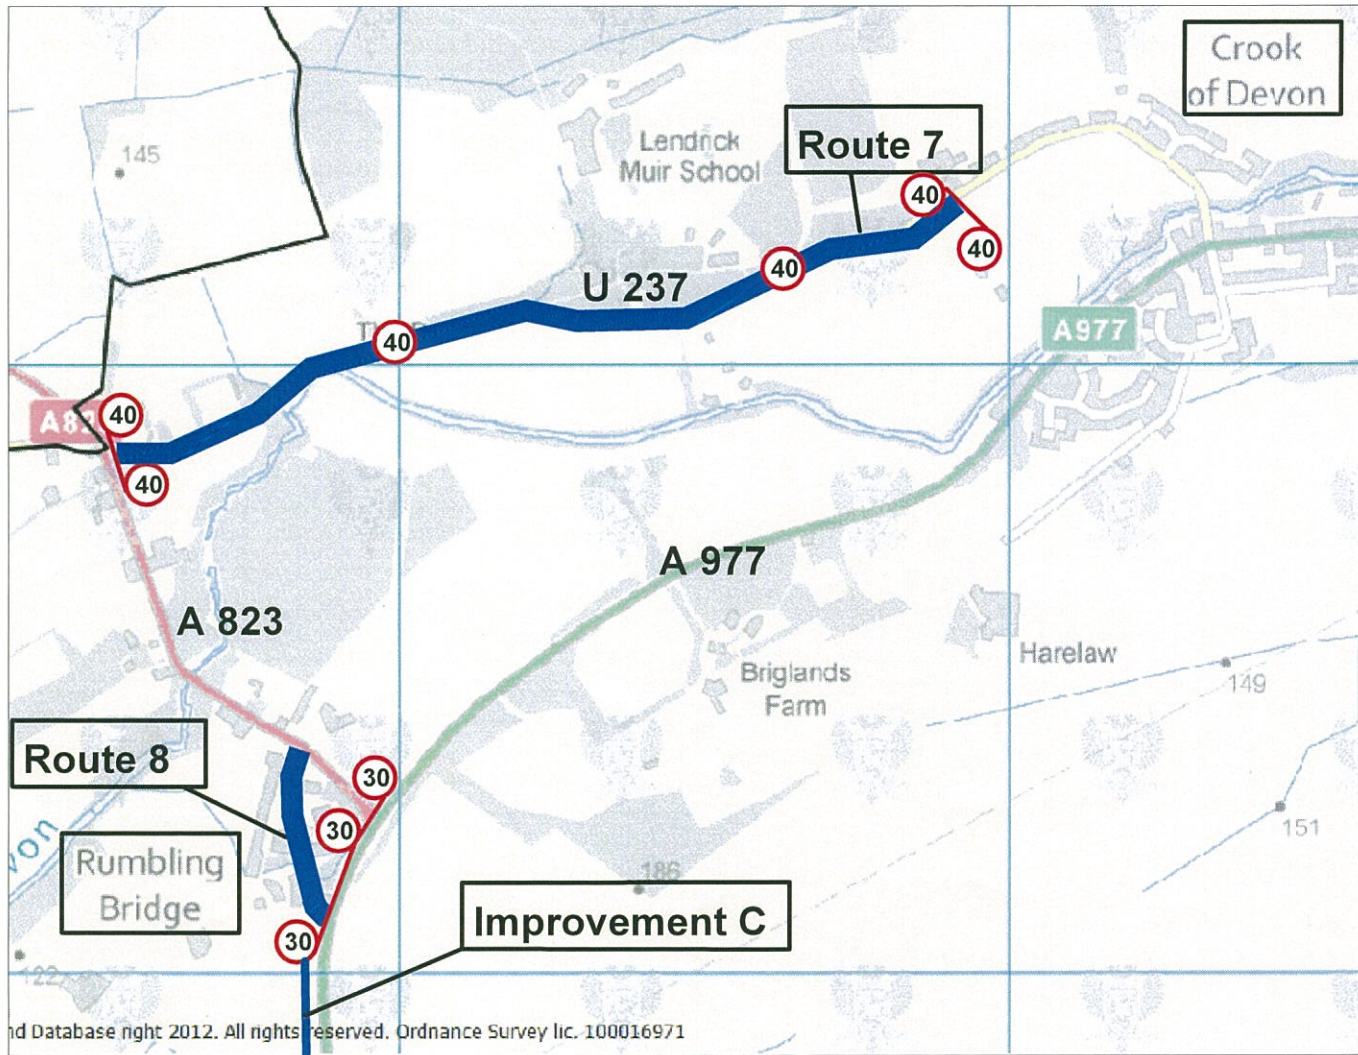 Crook
of Devon
Lendrick
Muir School
Route 7
145
40
40
40
U 237
40
A977
40
40
A 977
A 823
Harelaw
Briglands
Farm
149
Route 8
30
151
30
Rumbling
Bridge
186
Improvement C
30
122
nd Database right 2012. All rights reserved. Ordnance Survey lic. 100016971